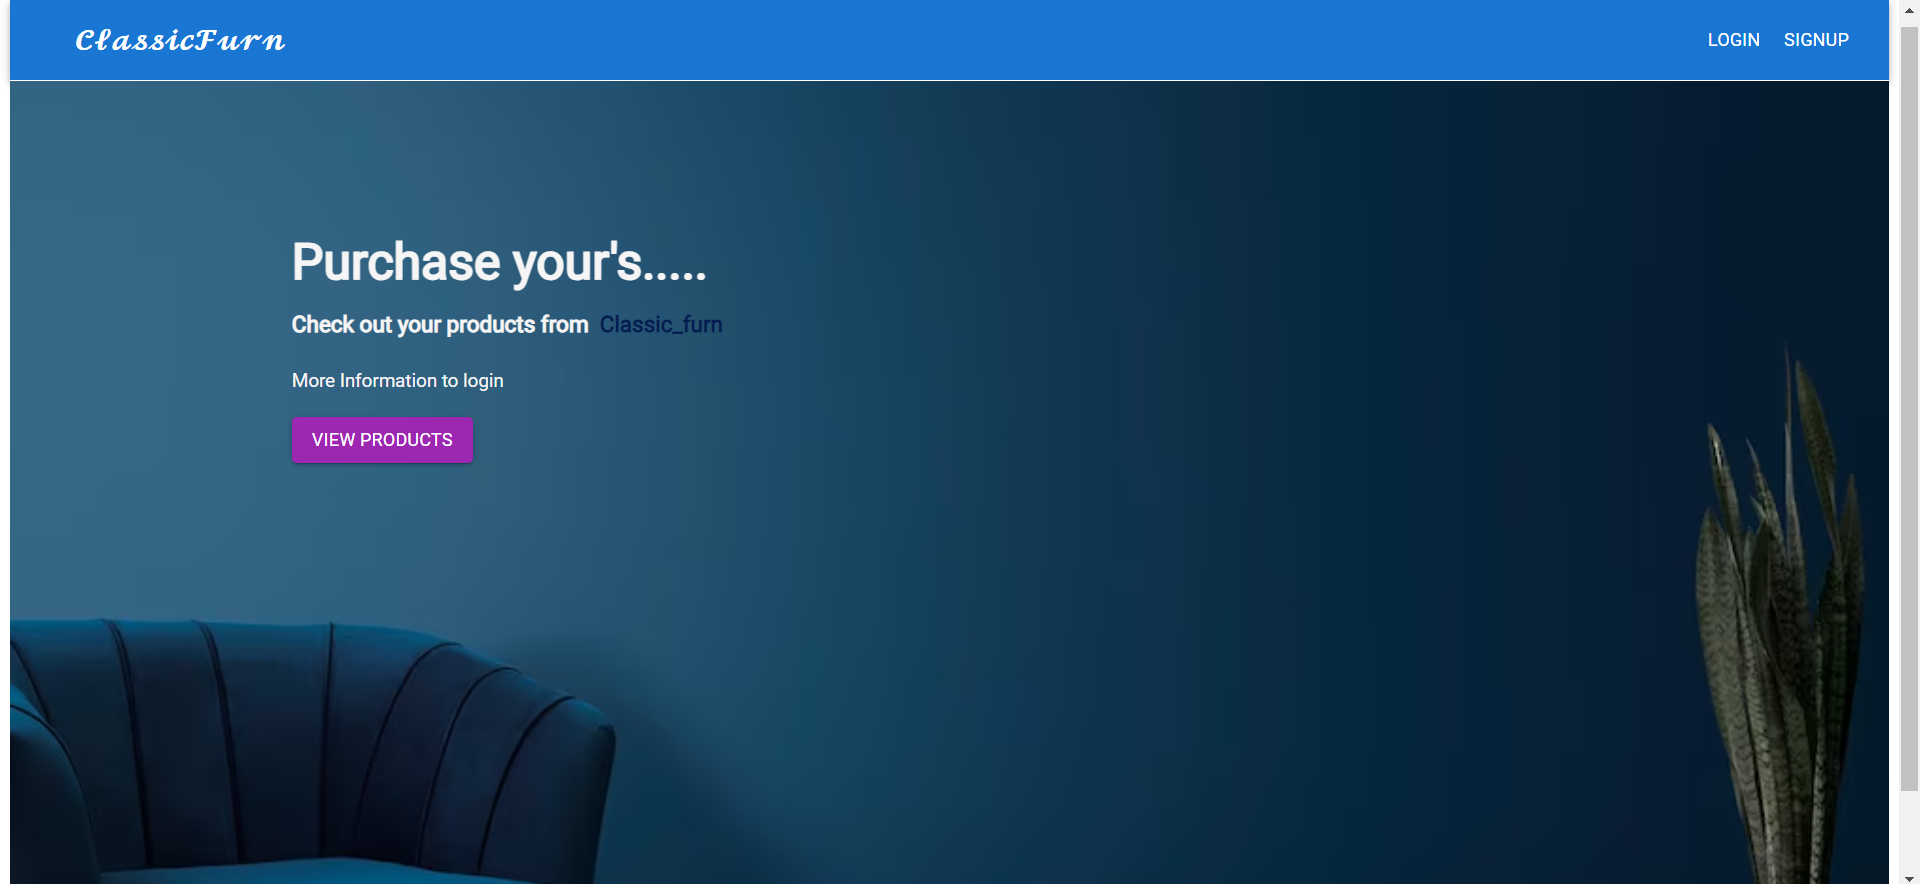 ClassicFurn
LOGIN SIGNUP
Purchase your's.....
Check out your products from Classic_furn
More Information to login
VIEW PRODUCTS